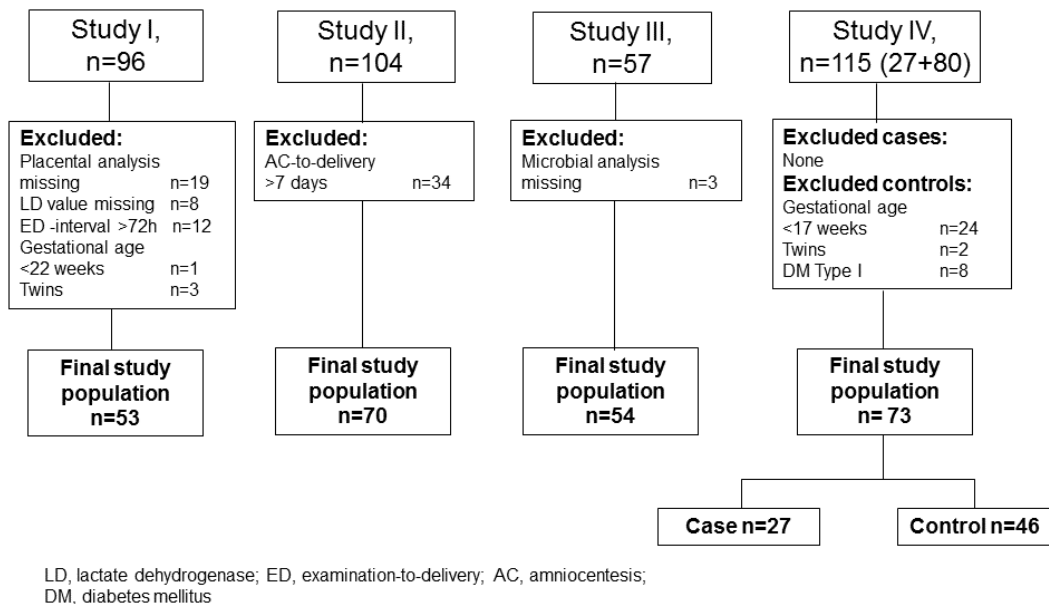 Study I,
n=96
Excluded:
Placental analysis
missing n=19
LD value missing n=8
ED -interval >72h n=12
Gestational age
<22 weeks n=1
Twins n=3
Final study
population
n=53
Study II,
n=104
Excluded:
AC-to-delivery
>7 days n=34
Final study
population
n=70
Study III,
n=57
Excluded:
Microbial analysis
missing n=3
Final study
population
n=54
Study IV,
n=115 (27+80)
Excluded cases:
None
Excluded controls:
Gestational age
<17 weeks n=24
Twins n=2
DM Type I n=8
Final study
population
n= 73
Case n=27
Control n=46
LD, lactate dehydrogenase; ED, examination-to-delivery; AC, amniocentesis;
DM, diabetes mellitus